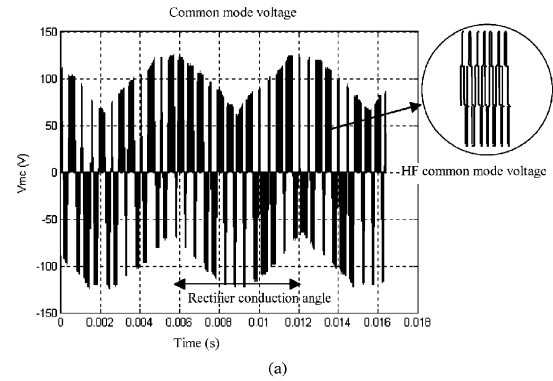 Common mode voltage
(a)
150
100
50
0
-50
-100
-150
Vmc (V)
HF common mode voltage
Rectifier conduction angle
0 0.002 0.004 0.006 0.008 0.01 0.012 0.014 0.016 0.018
Time (s)
(a)